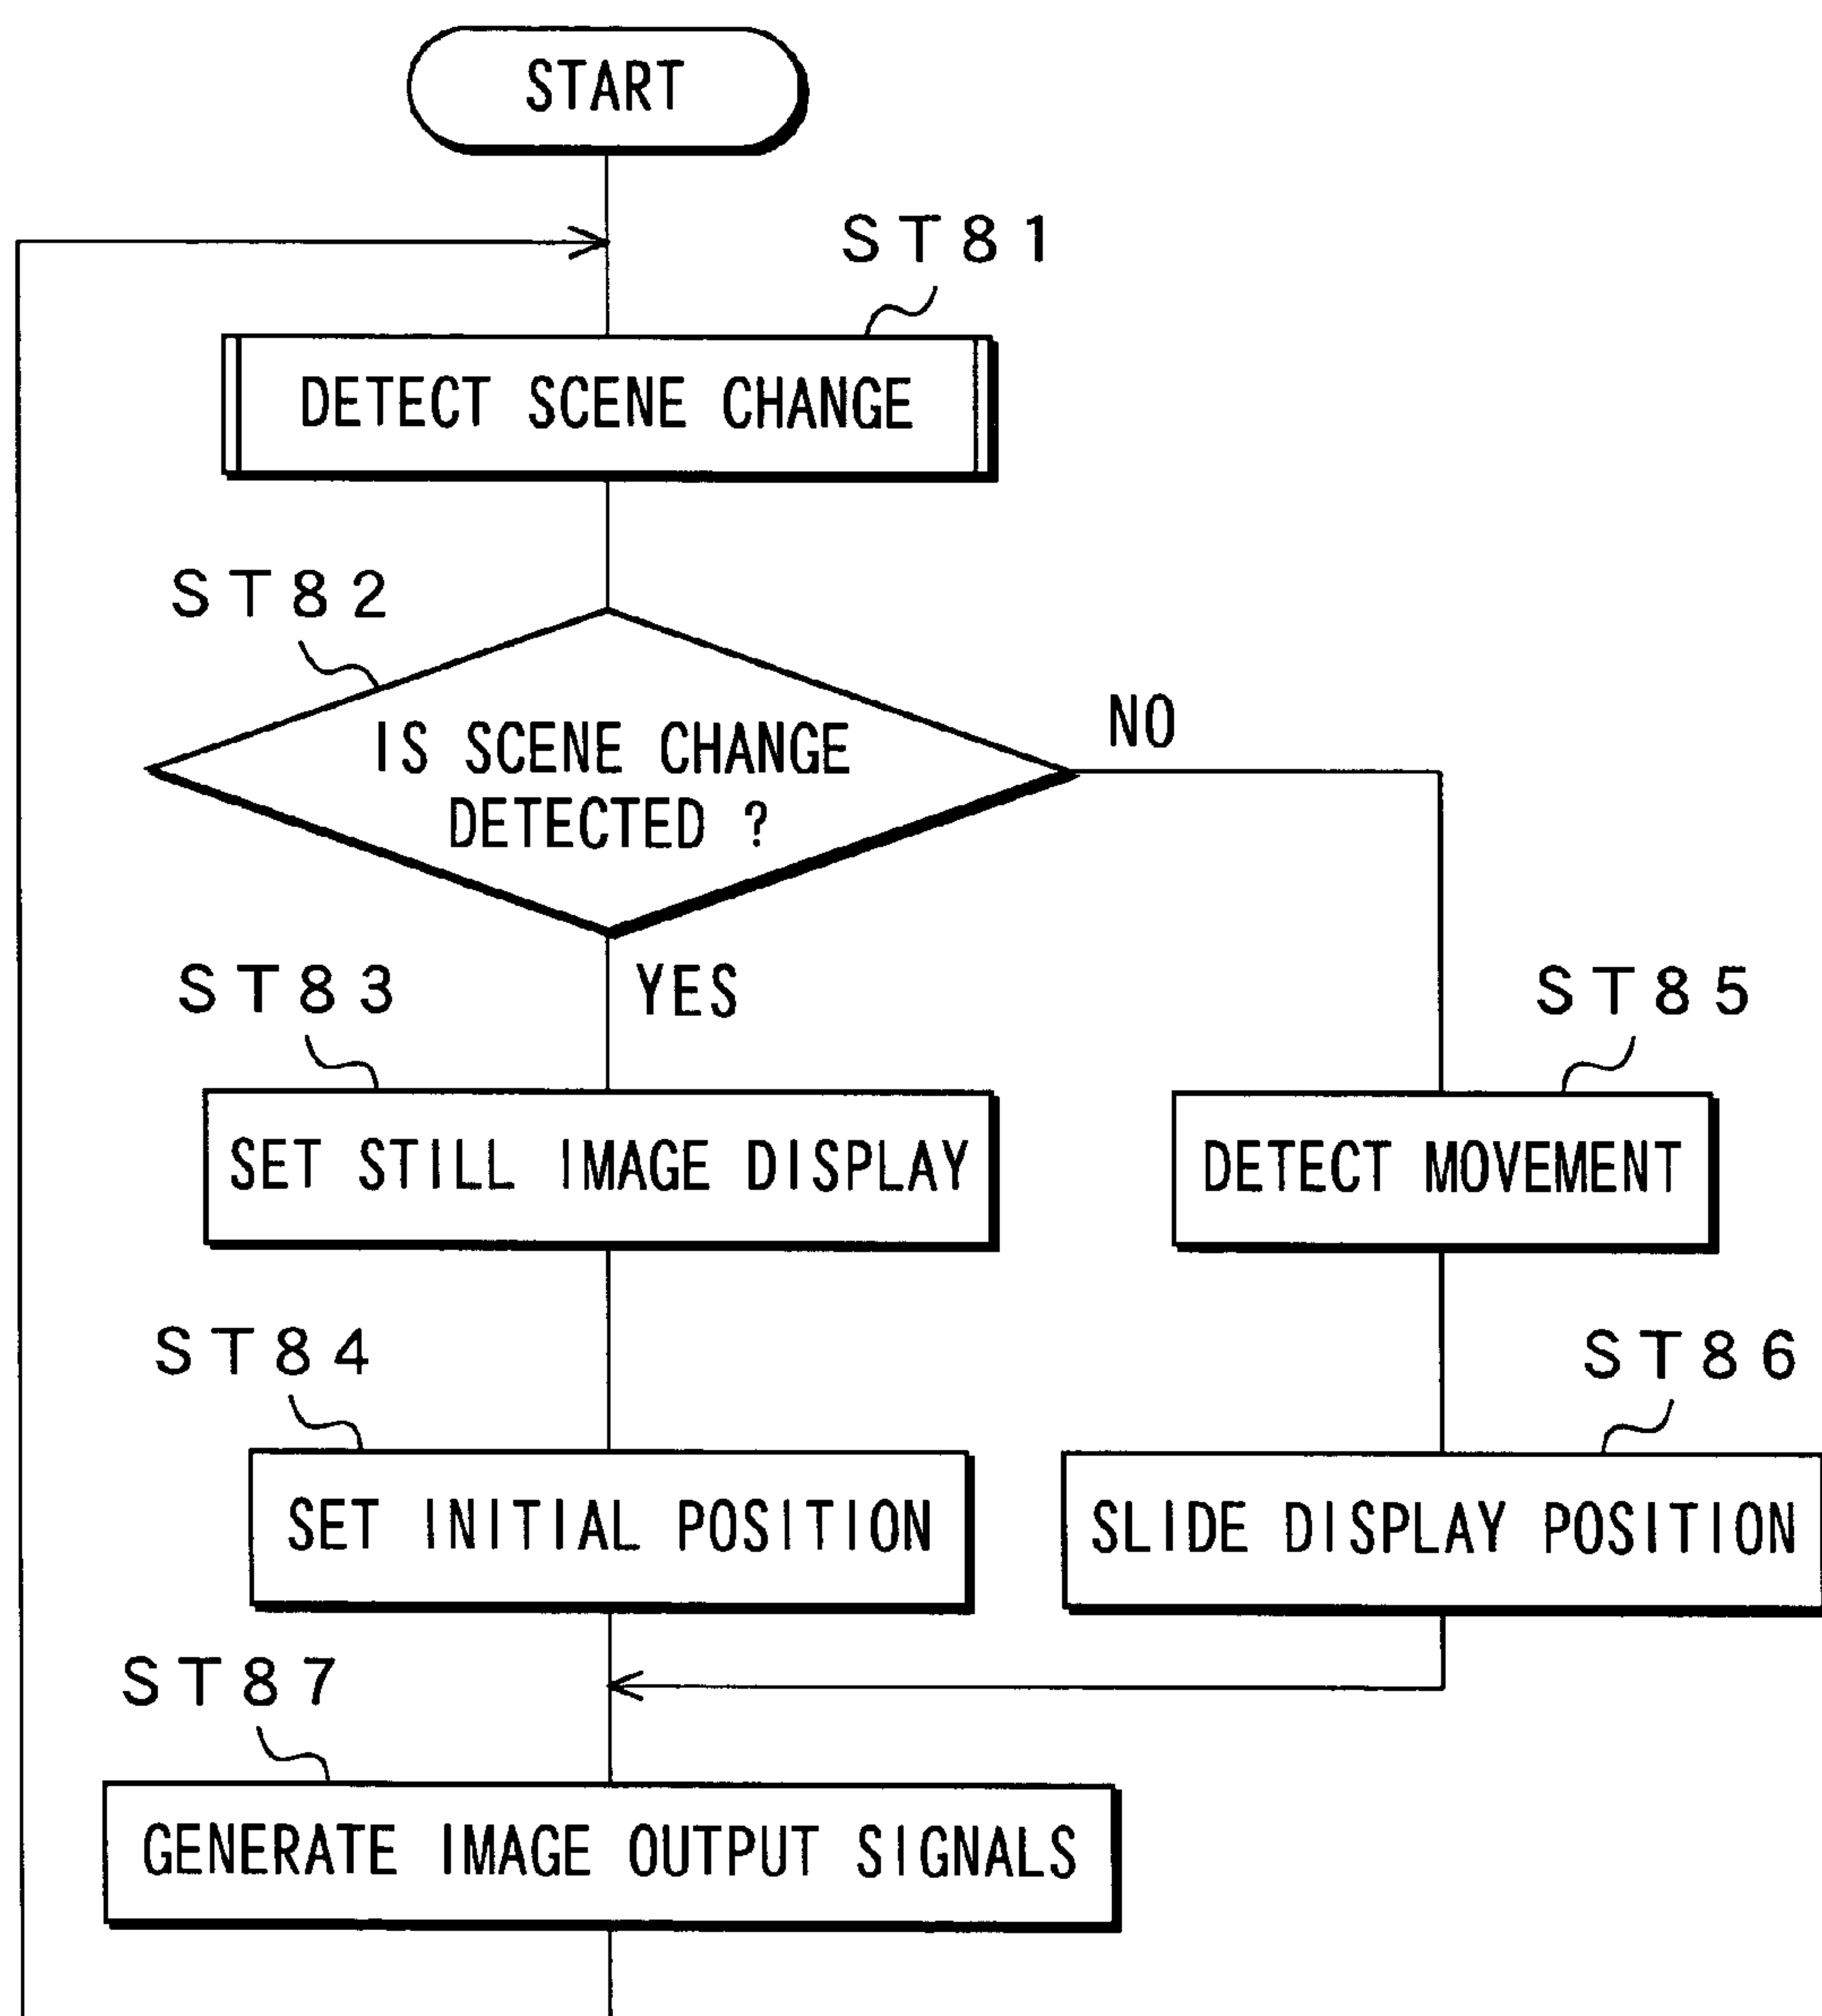 START
ST81
DETECT SCENE CHANGE
ST82
IS SCENE CHANGE
DETECTED ?
NO
YES
ST83
SET STILL IMAGE DISPLAY
ST85
DETECT MOVEMENT
ST84
SET INITIAL POSITION
ST86
SLIDE DISPLAY POSITION
ST87
GENERATE IMAGE OUTPUT SIGNALS